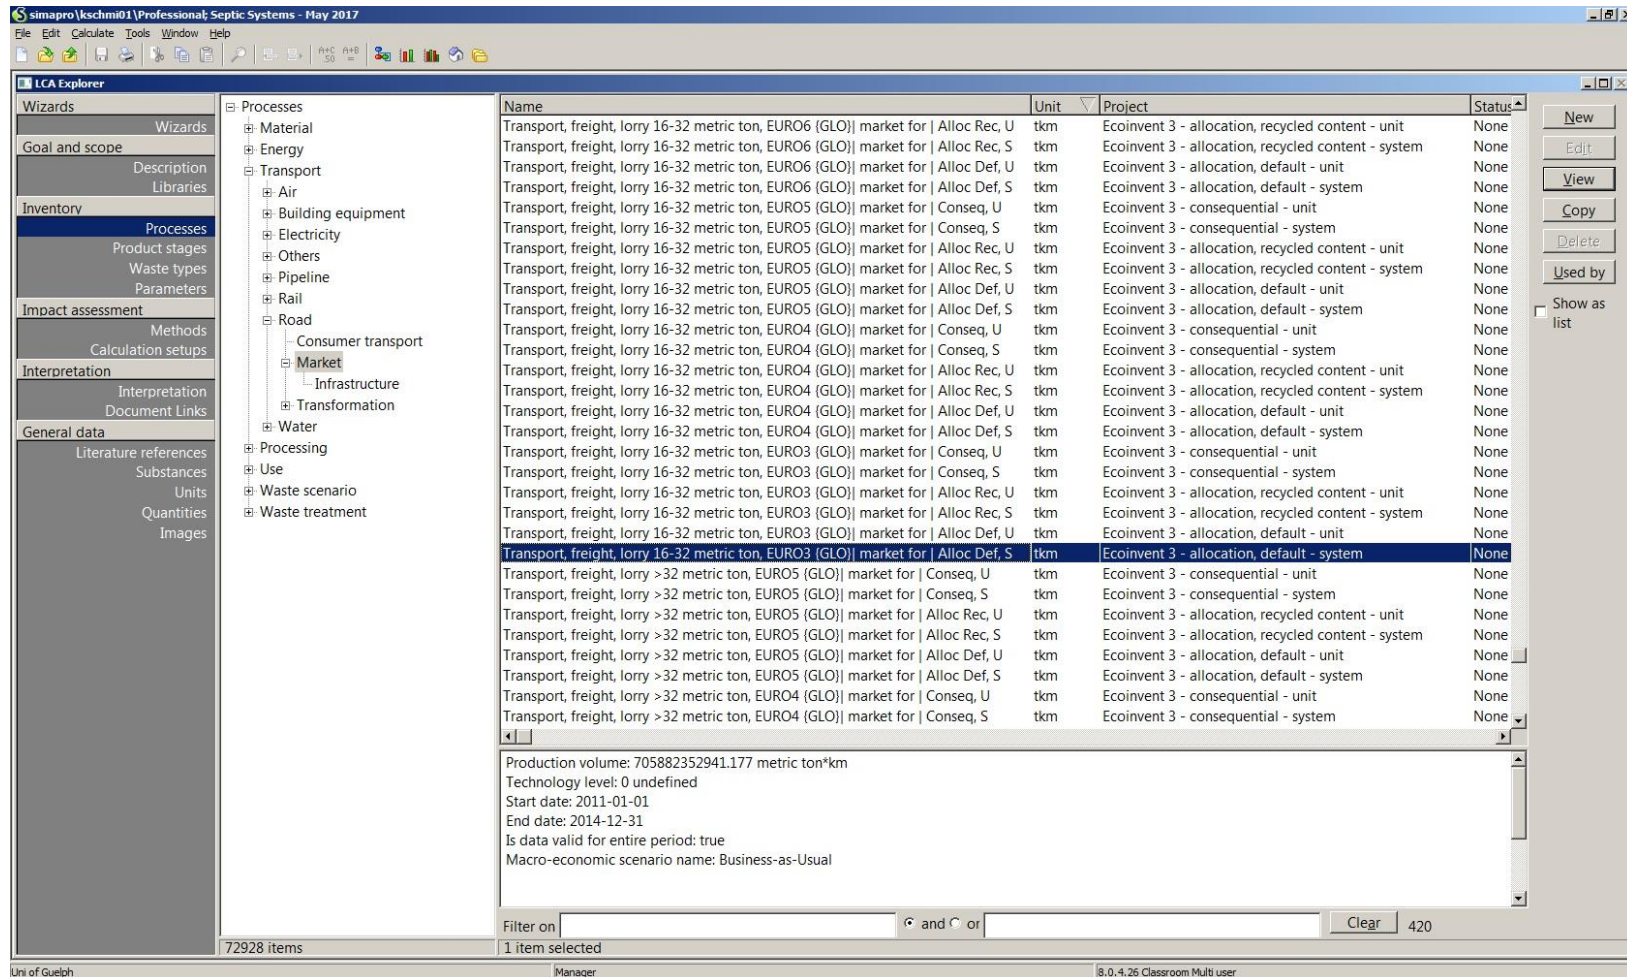 simapro\kschmi01\Professional; Septic Systems - May 2017
File Edit Calculate Tools Window Help
LCA Explorer
Wizards
Wizards
Goal and scope
Description
Libraries
Inventory
Processes
Product stages
Waste types
Parameters
Impact assessment
Methods
Calculation setups
Interpretation
Interpretation
Document Links
General data
Literature references
Substances
Units
Quantities
Images
Processes
Material
Energy
Transport
Air
Building equipment
Electricity
Others
Pipeline
Rail
Road
Consumer transport
Market
Infrastructure
Transformation
Water
Processing
Use
Waste scenario
Waste treatment
72928 items
Name Unit Project Status
Transport, freight, lorry 16-32 metric ton, EURO6 {GLO}| market for | Alloc Rec, U tkm Ecoinvent 3 - allocation, recycled content - unit None
Transport, freight, lorry 16-32 metric ton, EURO6 {GLO}| market for | Alloc Rec, S tkm Ecoinvent 3 - allocation, recycled content - system None
Transport, freight, lorry 16-32 metric ton, EURO6 {GLO}| market for | Alloc Def, U tkm Ecoinvent 3 - allocation, default - unit None
Transport, freight, lorry 16-32 metric ton, EURO6 {GLO}| market for | Alloc Def, S tkm Ecoinvent 3 - allocation, default - system None
Transport, freight, lorry 16-32 metric ton, EURO5 {GLO}| market for | Conseq, U tkm Ecoinvent 3 - consequential - unit None
Transport, freight, lorry 16-32 metric ton, EURO5 {GLO}| market for | Conseq, S tkm Ecoinvent 3 - consequential - system None
Transport, freight, lorry 16-32 metric ton, EURO5 {GLO}| market for | Alloc Rec, U tkm Ecoinvent 3 - allocation, recycled content - unit None
Transport, freight, lorry 16-32 metric ton, EURO5 {GLO}| market for | Alloc Rec, S tkm Ecoinvent 3 - allocation, recycled content - system None
Transport, freight, lorry 16-32 metric ton, EURO5 {GLO}| market for | Alloc Def, U tkm Ecoinvent 3 - allocation, default - unit None
Transport, freight, lorry 16-32 metric ton, EURO5 {GLO}| market for | Alloc Def, S tkm Ecoinvent 3 - allocation, default - system None
Transport, freight, lorry 16-32 metric ton, EURO4 {GLO}| market for | Conseq, U tkm Ecoinvent 3 - consequential - unit None
Transport, freight, lorry 16-32 metric ton, EURO4 {GLO}| market for | Conseq, S tkm Ecoinvent 3 - consequential - system None
Transport, freight, lorry 16-32 metric ton, EURO4 {GLO}| market for | Alloc Rec, U tkm Ecoinvent 3 - allocation, recycled content - unit None
Transport, freight, lorry 16-32 metric ton, EURO4 {GLO}| market for | Alloc Rec, S tkm Ecoinvent 3 - allocation, recycled content - system None
Transport, freight, lorry 16-32 metric ton, EURO4 {GLO}| market for | Alloc Def, U tkm Ecoinvent 3 - allocation, default - unit None
Transport, freight, lorry 16-32 metric ton, EURO4 {GLO}| market for | Alloc Def, S tkm Ecoinvent 3 - allocation, default - system None
Transport, freight, lorry 16-32 metric ton, EURO3 {GLO}| market for | Conseq, U tkm Ecoinvent 3 - consequential - unit None
Transport, freight, lorry 16-32 metric ton, EURO3 {GLO}| market for | Conseq, S tkm Ecoinvent 3 - consequential - system None
Transport, freight, lorry 16-32 metric ton, EURO3 {GLO}| market for | Alloc Rec, U tkm Ecoinvent 3 - allocation, recycled content - unit None
Transport, freight, lorry 16-32 metric ton, EURO3 {GLO}| market for | Alloc Rec, S tkm Ecoinvent 3 - allocation, recycled content - system None
Transport, freight, lorry 16-32 metric ton, EURO3 {GLO}| market for | Alloc Def, U tkm Ecoinvent 3 - allocation, default - unit None
Transport, freight, lorry 16-32 metric ton, EURO3 {GLO}| market for | Alloc Def, S tkm Ecoinvent 3 - allocation, default - system None
Transport, freight, lorry >32 metric ton, EURO5 {GLO}| market for | Conseq, U tkm Ecoinvent 3 - consequential - unit None
Transport, freight, lorry >32 metric ton, EURO5 {GLO}| market for | Conseq, S tkm Ecoinvent 3 - consequential - system None
Transport, freight, lorry >32 metric ton, EURO5 {GLO}| market for | Alloc Rec, U tkm Ecoinvent 3 - allocation, recycled content - unit None
Transport, freight, lorry >32 metric ton, EURO5 {GLO}| market for | Alloc Rec, S tkm Ecoinvent 3 - allocation, recycled content - system None
Transport, freight, lorry >32 metric ton, EURO5 {GLO}| market for | Alloc Def, U tkm Ecoinvent 3 - allocation, default - unit None
Transport, freight, lorry >32 metric ton, EURO5 {GLO}| market for | Alloc Def, S tkm Ecoinvent 3 - allocation, default - system None
Transport, freight, lorry >32 metric ton, EURO4 {GLO}| market for | Conseq, U tkm Ecoinvent 3 - consequential - unit None
Transport, freight, lorry >32 metric ton, EURO4 {GLO}| market for | Conseq, S tkm Ecoinvent 3 - consequential - system None
Production volume: 705882352941.177 metric ton*km
Technology level: 0 undefined
Start date: 2011-01-01
End date: 2014-12-31
Is data valid for entire period: true
Macro-economic scenario name: Business-as-Usual
Filter on and or Clear 420
1 item selected
New
Edit
View
Copy
Delete
Used by
Show as
list
Uni of Guelph Manager 8.0.4.26 Classroom Multi user